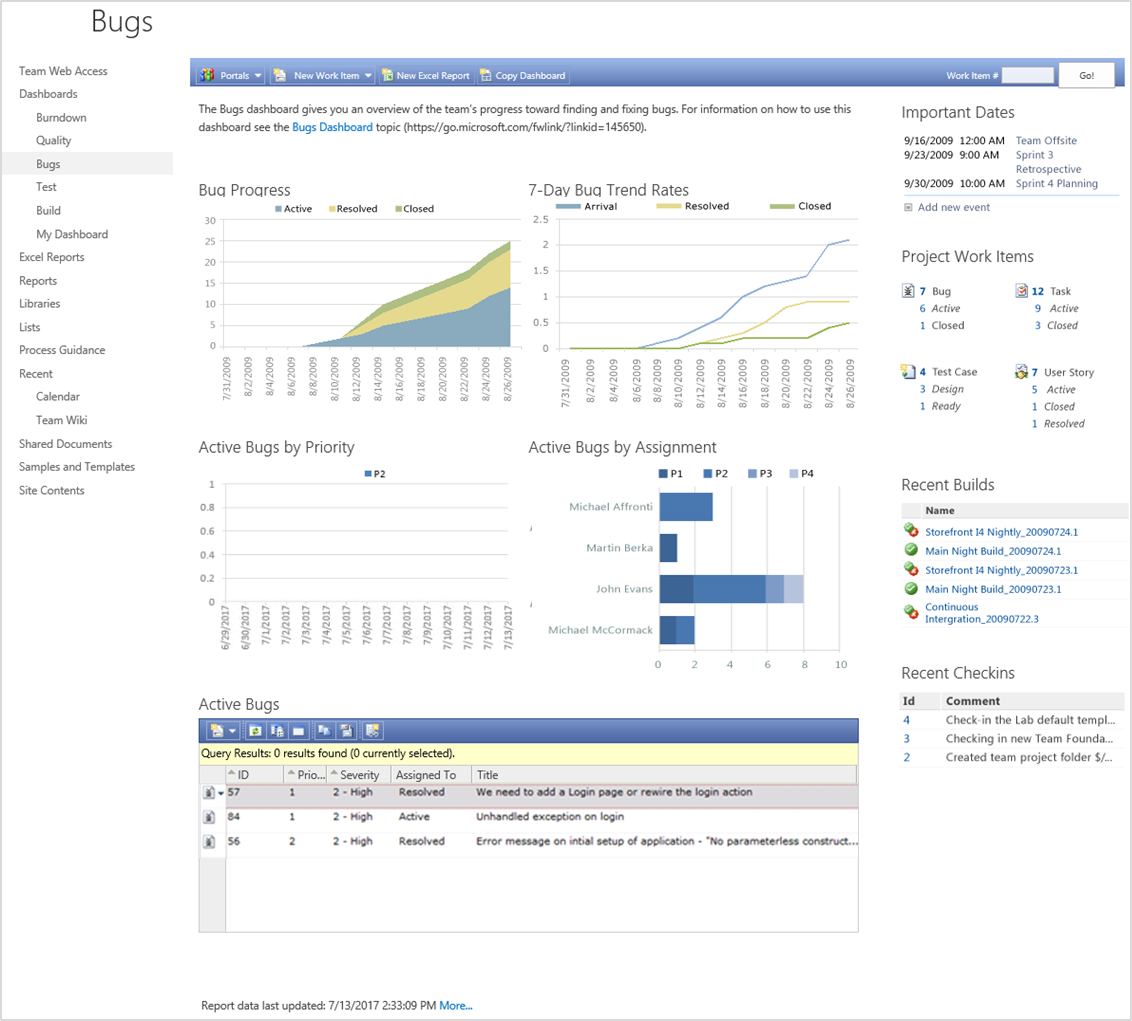 Bugs
Team Web Access
Dashboards
Burndown
Quality
Bugs
Test
Build
My Dashboard
Excel Reports
Reports
Libraries
Lists
Process Guidance
Recent
Calendar
Team Wiki
Shared Documents
Samples and Templates
Site Contents
Portals New Work Item New Excel Report Copy Dashboard Work Item # Go!
The Bugs dashboard gives you an overview of the team's progress toward finding and fixing bugs. For information on how to use this
dashboard see the Bugs Dashboard topic (https://go.microsoft.com/fwlink/?linkid=145650).
Bug Progress
Active Resolved Closed
30
25
20
15
10
5
0
7/31/2009 8/2/2009 8/4/2009 8/6/2009 8/8/2009 8/10/2009 8/12/2009 8/14/2009 8/16/2009 8/18/2009 8/20/2009 8/22/2009 8/24/2009 8/26/2009
7-Day Bug Trend Rates
Arrival Resolved Closed
2.5
2
1.5
1
0.5
0
7/31/2009 8/2/2009 8/4/2009 8/6/2009 8/8/2009 8/10/2009 8/12/2009 8/14/2009 8/16/2009 8/18/2009 8/20/2009 8/22/2009 8/24/2009 8/26/2009
Active Bugs by Priority
P2
1
0.8
0.6
0.4
0.2
0
6/29/2017 6/30/2017 7/1/2017 7/2/2017 7/3/2017 7/4/2017 7/5/2017 7/6/2017 7/7/2017 7/8/2017 7/9/2017 7/10/2017 7/11/2017 7/12/2017 7/13/2017
Active Bugs by Assignment
P1 P2 P3 P4
Michael Affronti
Martin Berka
John Evans
Michael McCormack
0 2 4 6 8 10
Active Bugs
Query Results: 0 results found (0 currently selected).
ID Prio... Severity Assigned To Title
57 1 2 - High Resolved We need to add a Login page or rewire the login action
84 1 2 - High Active Unhandled exception on login
56 2 2 - High Resolved Error message on intial setup of application - "No parameterless construct...
Report data last updated: 7/13/2017 2:33:09 PM More...
Important Dates
9/16/2009 12:00 AM Team Offsite
9/23/2009 9:00 AM Sprint 3
Retrospective
9/30/2009 10:00 AM Sprint 4 Planning
Add new event
Project Work Items
7 Bug
6 Active
1 Closed
12 Task
9 Active
3 Closed
4 Test Case
3 Design
1 Ready
7 User Story
5 Active
1 Closed
1 Resolved
Recent Builds
Name
Storefront I4 Nightly_20090724.1
Main Night Build_20090724.1
Storefront I4 Nightly_20090723.1
Main Night Build_20090723.1
Continuous
Intergration_20090722.3
Recent Checkins
Id Comment
4 Check-in the Lab default templ...
3 Checking in new Team Founda...
2 Created team project folder $/...